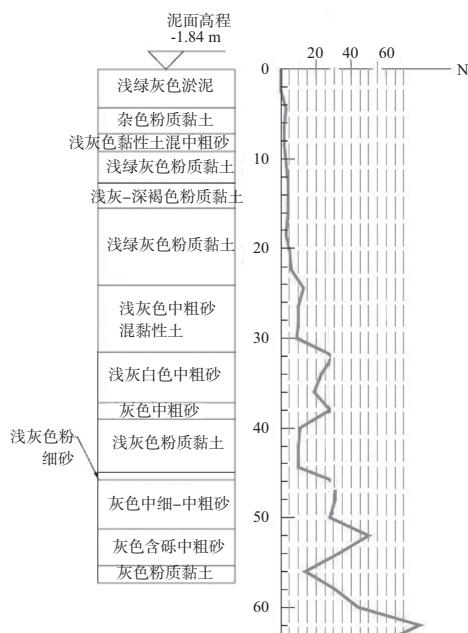 泥面高程
-1.84 m
浅绿灰色淤泥
杂色粉质黏土
浅灰色黏性土混中粗砂
浅绿灰色粉质黏土
浅灰-深褐色粉质黏土
浅绿灰色粉质黏土
浅灰色中粗砂
混黏性土
浅灰白色中粗砂
灰色中粗砂
浅灰色粉质黏土
浅灰色粉
细砂
灰色中细-中粗砂
灰色含砾中粗砂
灰色粉质黏土
20 40 60
N
0
10
20
30
40
50
60